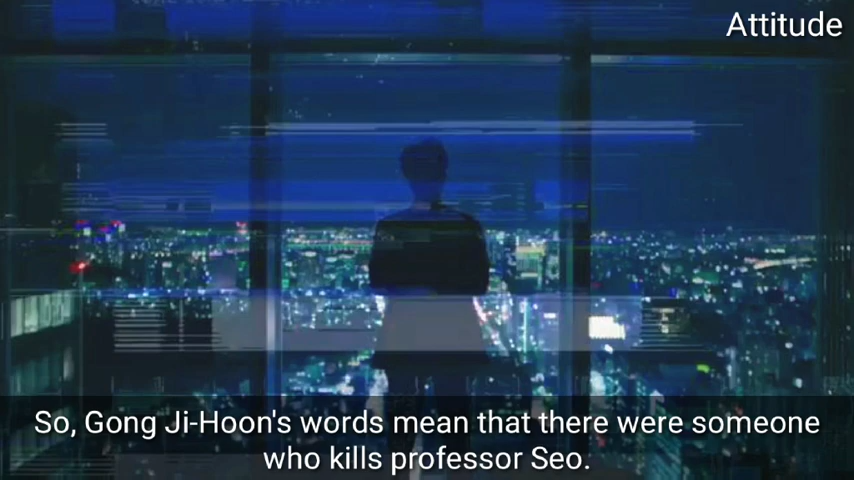 Attitude
So, Gong Ji-Hoon's words mean that there were someone
who kills professor Seo.